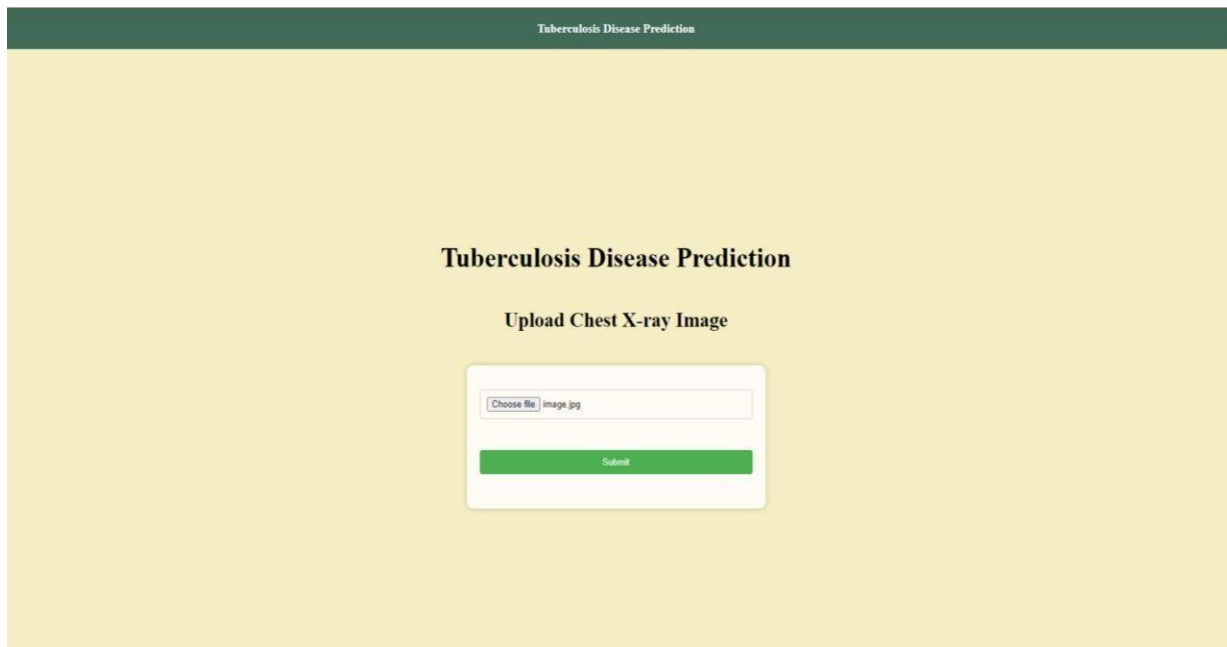 Tuberculosis Disease Prediction
Tuberculosis Disease Prediction
Upload Chest X-ray Image
Choose file image.jpg
Submit